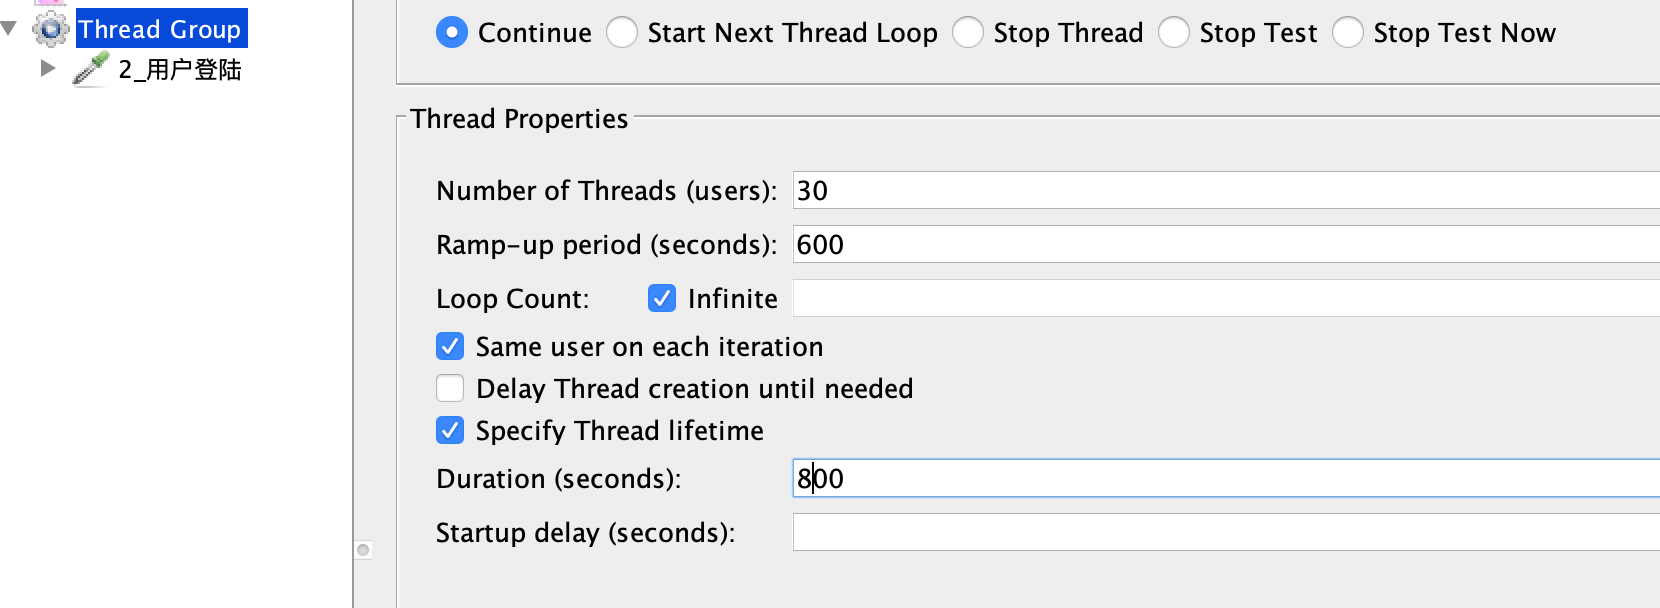 Thread Group
2_用户登陆
Continue Start Next Thread Loop Stop Thread Stop Test Stop Test Now
Thread Properties
Number of Threads (users): 30
Ramp-up period (seconds): 600
Loop Count: Infinite
Same user on each iteration
Delay Thread creation until needed
Specify Thread lifetime
Duration (seconds): 800
Startup delay (seconds):